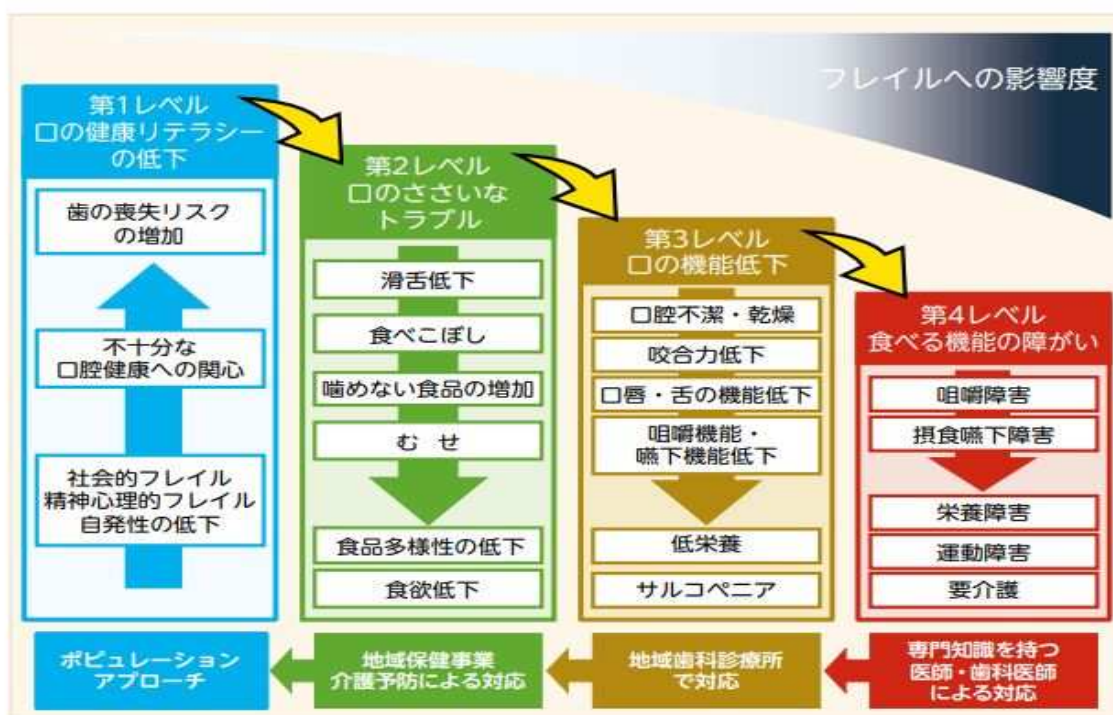 フレイルへの影響度
第1レベル
口の健康リテラシー
の低下
歯の喪失リスク
の増加
不十分な
口腔健康への関心
社会的フレイル
精神心理的フレイル
自発性の低下
ポピュレーション
アプローチ
第2レベル
口のささいな
トラブル
滑舌低下
食べこぼし
噛めない食品の増加
むせ
食品多様性の低下
食欲低下
地域保健事業
介護予防による対応
第3レベル
口の機能低下
口腔不潔・乾燥
咬合力低下
口唇・舌の機能低下
咀嚼機能・
嚥下機能低下
低栄養
サルコペニア
地域歯科診療所
で対応
第4レベル
食べる機能の障がい
咀嚼障害
摂食嚥下障害
栄養障害
運動障害
要介護
専門知識を持つ
医師・歯科医師
による対応